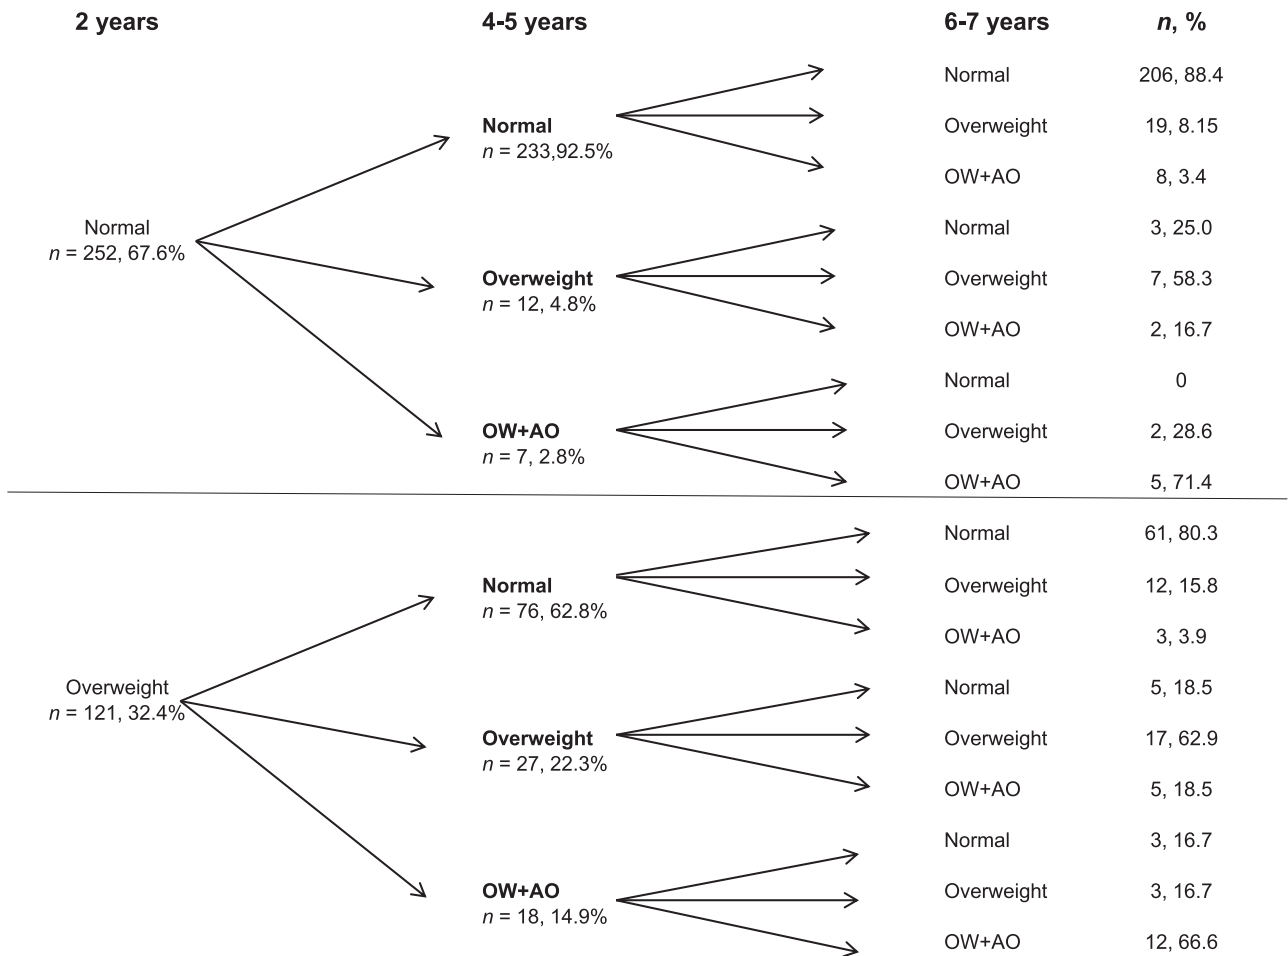 2 years 4-5 years 6-7 years n, %
Normal 206, 88.4
Normal
n = 233,92.5%
Overweight 19, 8.15
OW+AO 8, 3.4
Normal
n = 252, 67.6%
Normal 3, 25.0
Overweight
n = 12, 4.8%
Overweight 7, 58.3
OW+AO 2, 16.7
Normal 0
OW+AO
n = 7, 2.8%
Overweight 2, 28.6
OW+AO 5, 71.4
Normal 61, 80.3
Normal
n = 76, 62.8%
Overweight 12, 15.8
OW+AO 3, 3.9
Overweight
n = 121, 32.4%
Normal 5, 18.5
Overweight
n = 27, 22.3%
Overweight 17, 62.9
OW+AO 5, 18.5
Normal 3, 16.7
OW+AO
n = 18, 14.9%
Overweight 3, 16.7
OW+AO 12, 66.6